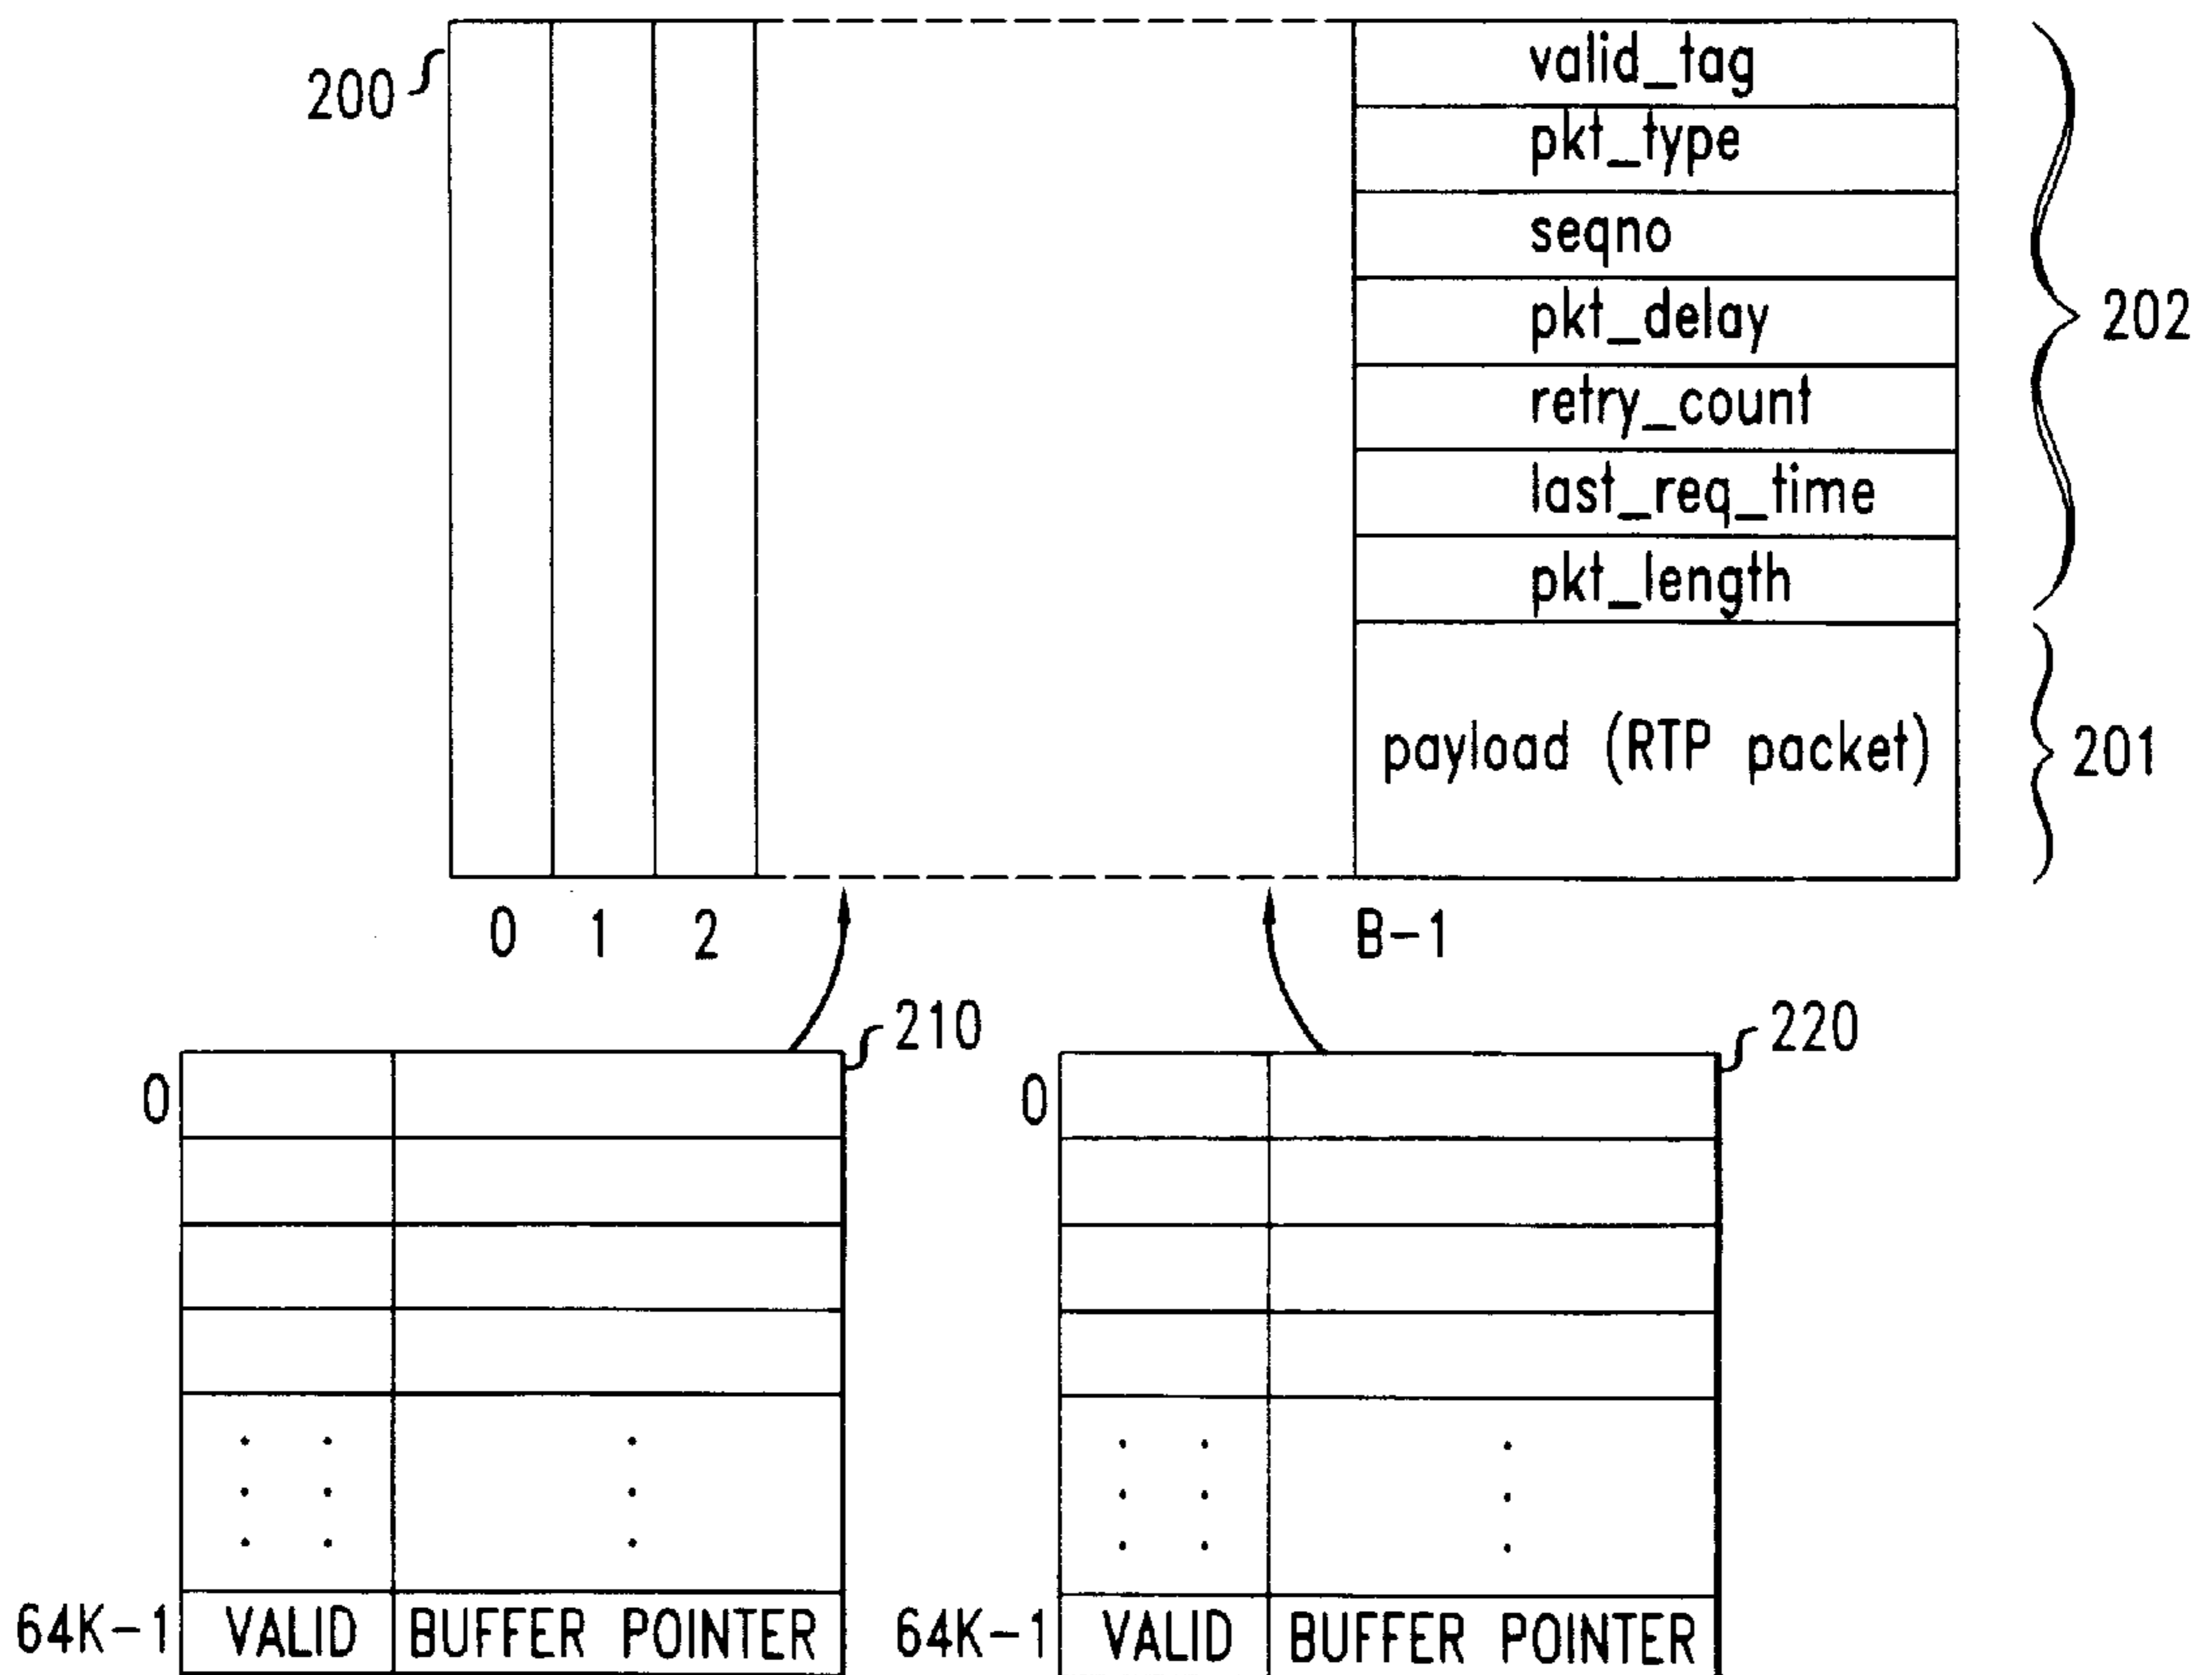 200
valid_tag
pkt_type
seqno
pkt_delay
retry_count
last_req_time
pkt_length
202
payload (RTP packet)
201
0 1 2 B-1
210
220
0
0
64K-1 VALID BUFFER POINTER
64K-1 VALID BUFFER POINTER